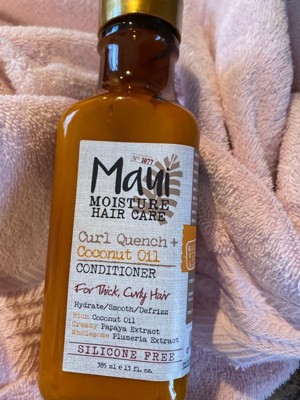 No 1077
Maui
MOISTURE
HAIR CARE
Curl Quench +
Coconut Oil
CONDITIONER
For Thick, Curly Hair
Hydrate/Smooth/Defrizz
Rich Coconut Oil
Creamy Papaya Extract
Wholesome Plumeria Extract
SILICONE FREE
385 ml e 13 fl. oz.